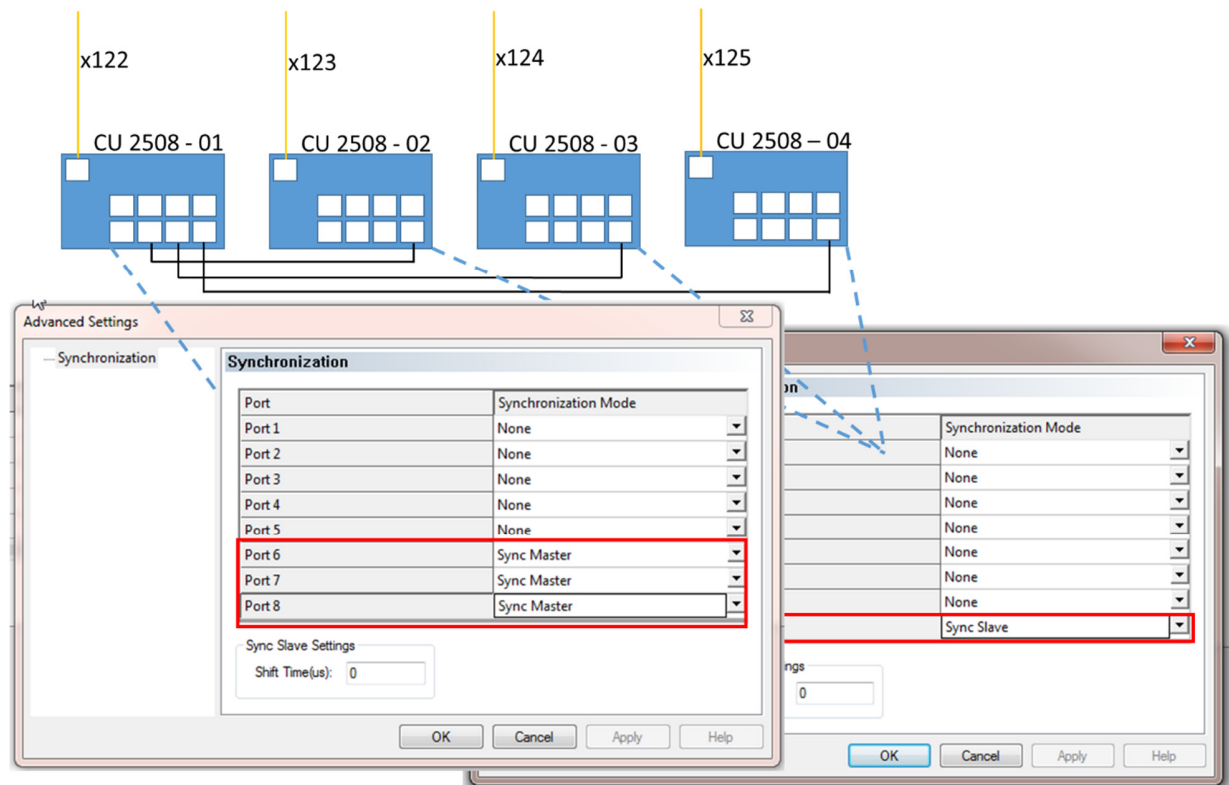 x122
x123
x124
x125
CU 2508 - 01
CU 2508 - 02
CU 2508 - 03
CU 2508 – 04
Advanced Settings
Synchronization
Synchronization
Port Synchronization Mode
Port 1 None
Port 2 None
Port 3 None
Port 4 None
Port 5 None
Port 6 Sync Master
Port 7 Sync Master
Port 8 Sync Master
Sync Slave Settings
Shift Time(us): 0
OK Cancel Apply Help
on
Synchronization Mode
None
None
None
None
None
None
None
Sync Slave
ngs
0
OK Cancel Apply Help